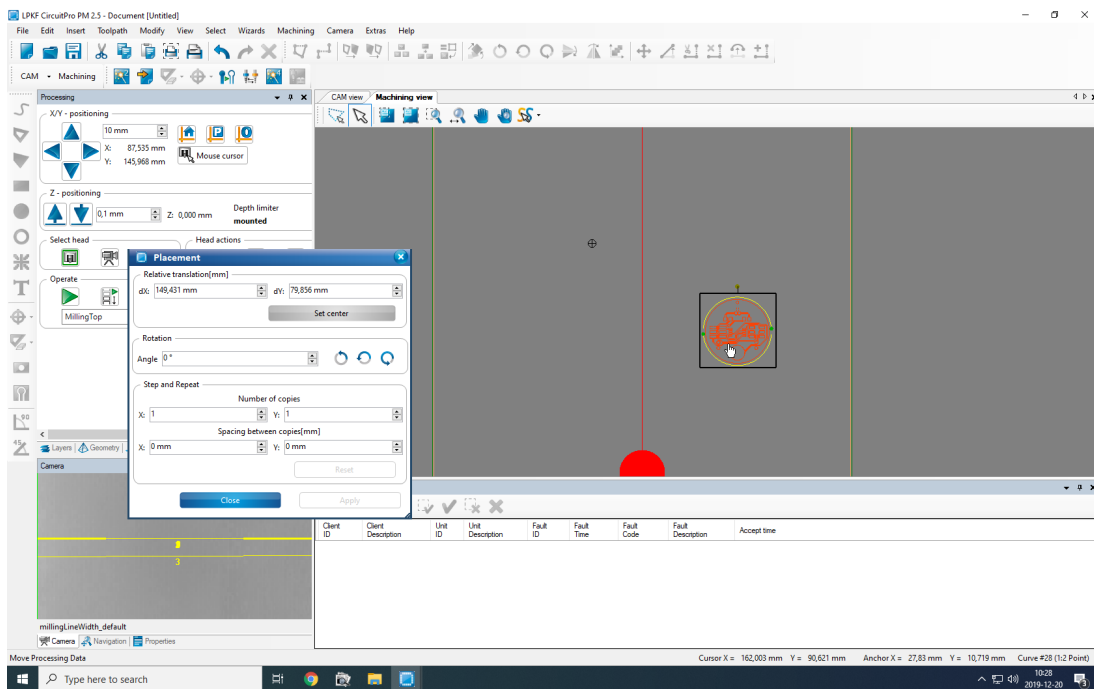 LPKF CircuitPro PM 2.5 - Document [Untitled]
File Edit Insert Toolpath Modify View Select Wizards Machining Camera Extras Help
CAM Machining
Processing
CAM view Machining view
X/Y - positioning
10 mm
X: 87,535 mm
Y: 145,968 mm
Mouse cursor
Z - positioning
0,1 mm
Z: 0,000 mm
Depth limiter
mounted
Select head
Head actions
Operate
MillingTop
Placement
Relative translation[mm]
dX: 149,431 mm
dY: 79,856 mm
Set center
Rotation
Angle 0 °
Step and Repeat
Number of copies
X: 1
Y: 1
Spacing between copies[mm]
X: 0 mm
Y: 0 mm
Reset
Close
Apply
Layers Geometry
Camera
3
millingLineWidth_default
Camera Navigation Properties
Client ID
Client Description
Unit ID
Unit Description
Fault ID
Fault Time
Fault Code
Fault Description
Accept time
Move Processing Data
Cursor X = 162,003 mm Y = 90,621 mm
Anchor X = 27,83 mm Y = 10,719 mm
Curve #28 (1:2 Point)
Type here to search
10:28
2019-12-20
90
45
T
P